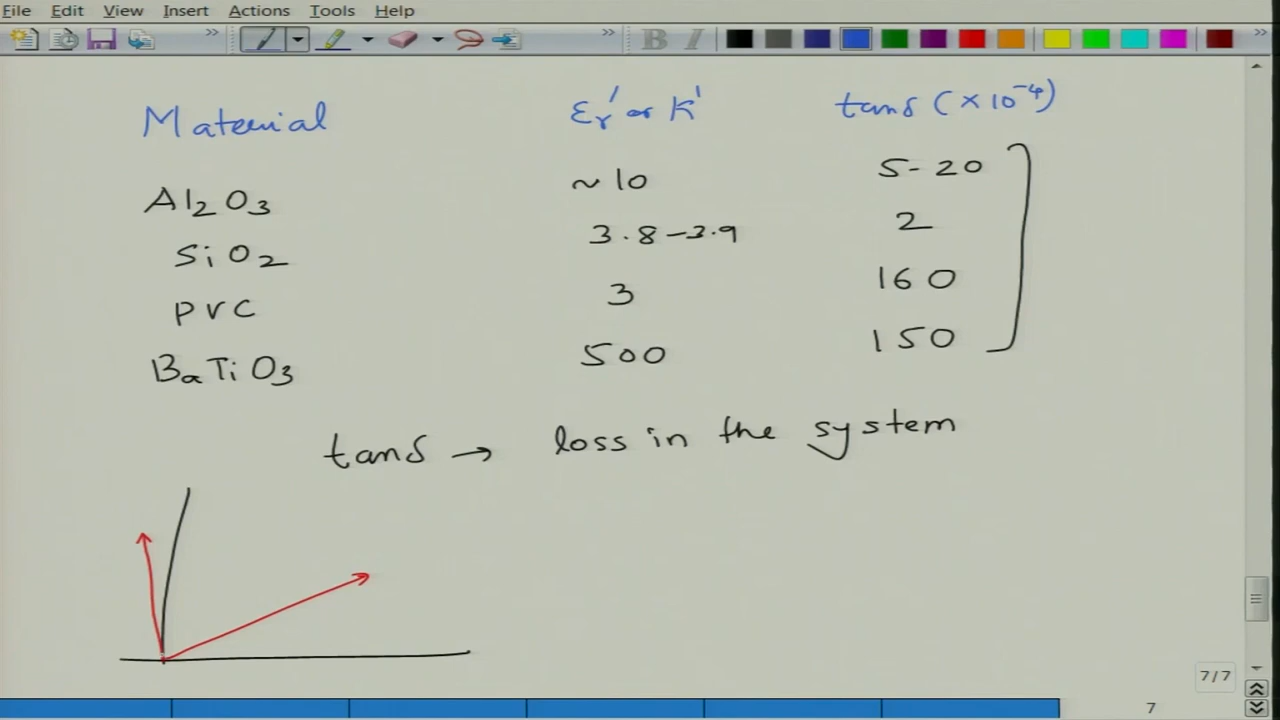 File Edit View Insert Actions Tools Help
B I
Material εr' or K' tanδ (×10⁻⁴)
Al2O3 ~10 5-20
SiO2 3.8-3.9 2
PVC 3 160
BaTiO3 500 150
tanδ → loss in the system
7/7
7